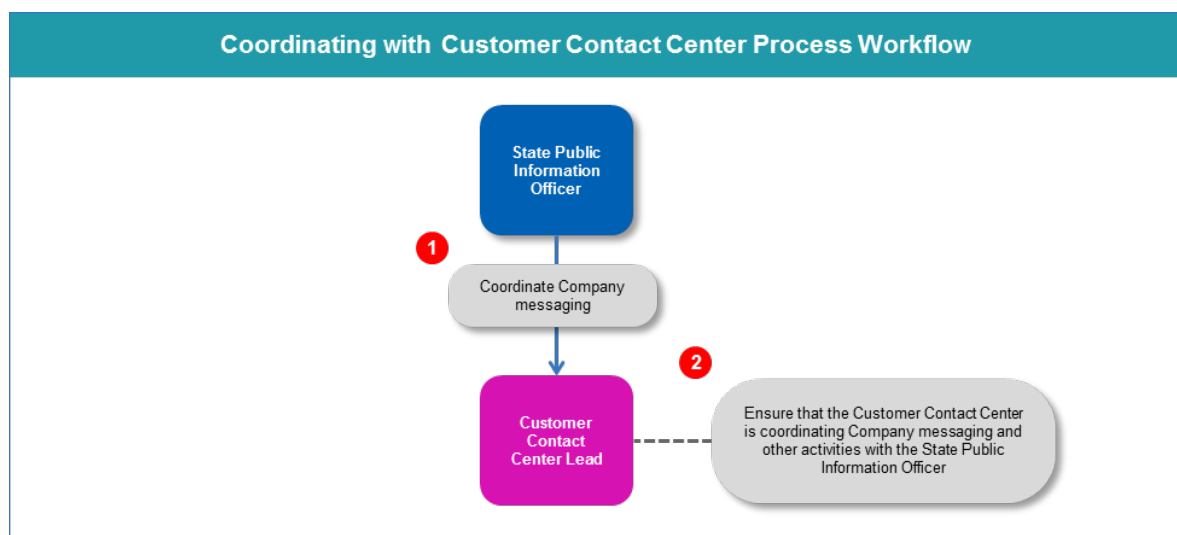 Coordinating with Customer Contact Center Process Workflow
State Public
Information
Officer
1
Coordinate Company
messaging
2
Customer
Contact
Center Lead
Ensure that the Customer Contact Center
is coordinating Company messaging and
other activities with the State Public
Information Officer